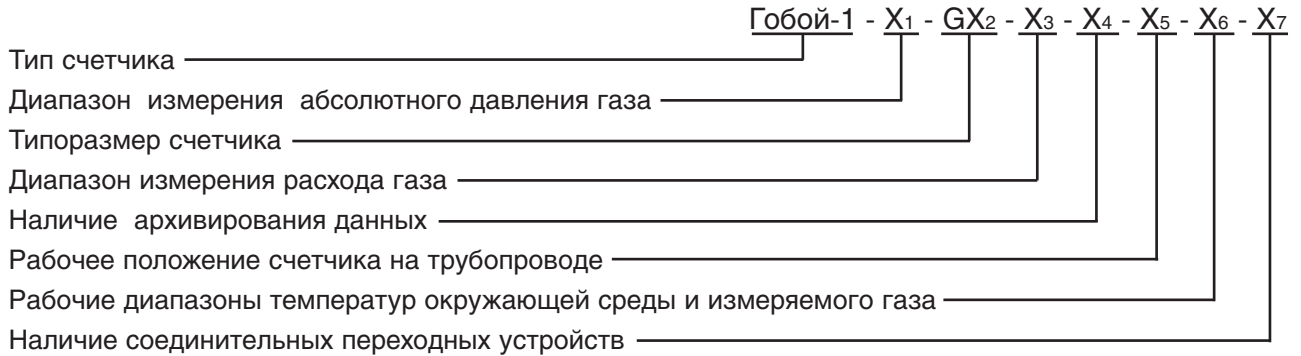 Гобой-1 - X1 - GX2 - X3 - X4 - X5 - X6 - X7
Тип счетчика
Диапазон измерения абсолютного давления газа
Типоразмер счетчика
Диапазон измерения расхода газа
Наличие архивирования данных
Рабочее положение счетчика на трубопроводе
Рабочие диапазоны температур окружающей среды и измеряемого газа
Наличие соединительных переходных устройств